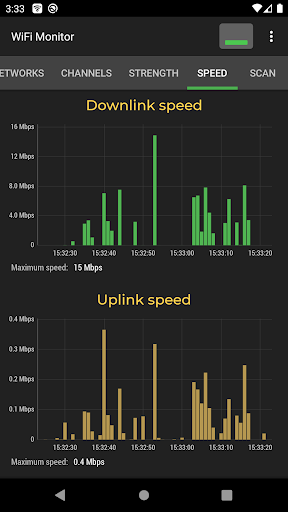 3:33
WiFi Monitor
ETWORKS CHANNELS STRENGTH SPEED SCAN
Downlink speed
16 Mbps
12 Mbps
8.0 Mbps
4.0 Mbps
0.0
15:32:30 15:32:40 15:32:50 15:33:00 15:33:10 15:33:20
Maximum speed: 15 Mbps
Uplink speed
0.4 Mbps
0.3 Mbps
0.2 Mbps
0.1 Mbps
0.0
15:32:30 15:32:40 15:32:50 15:33:00 15:33:10 15:33:20
Maximum speed: 0.4 Mbps